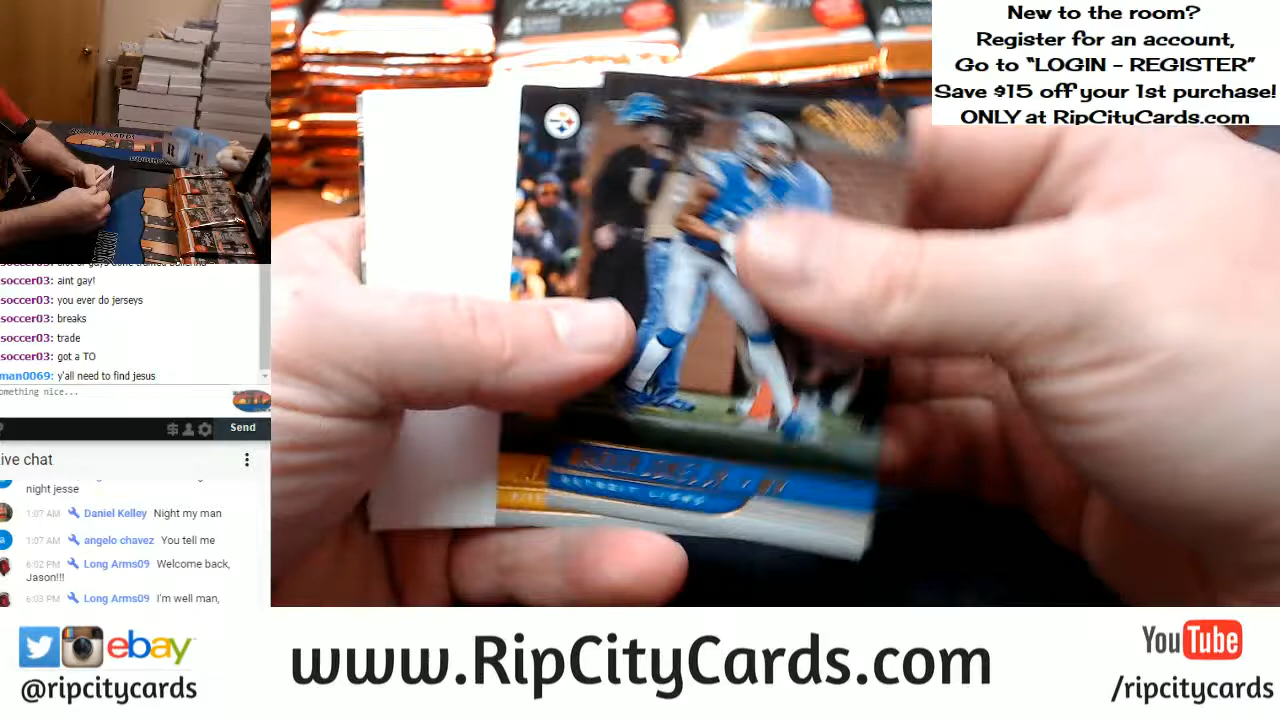 New to the room?
Register for an account,
Go to “LOGIN - REGISTER”
Save $15 off your 1st purchase!
ONLY at RipCityCards.com
soccer03: aint gay!
soccer03: you ever do jerseys
soccer03: breaks
soccer03: trade
soccer03: got a TO
man0069: y'all need to find jesus
omething nice...
Send
ive chat
night jesse
1:07 AM Daniel Kelley Night my man
1:07 AM angelo chavez You tell me
6:02 PM Long Arms09 Welcome back,
Jason!!!
6:03 PM Long Arms09 I'm well man,
DETROIT LIONS
ebay
@ripcitycards
www.RipCityCards.com
YouTube
/ripcitycards